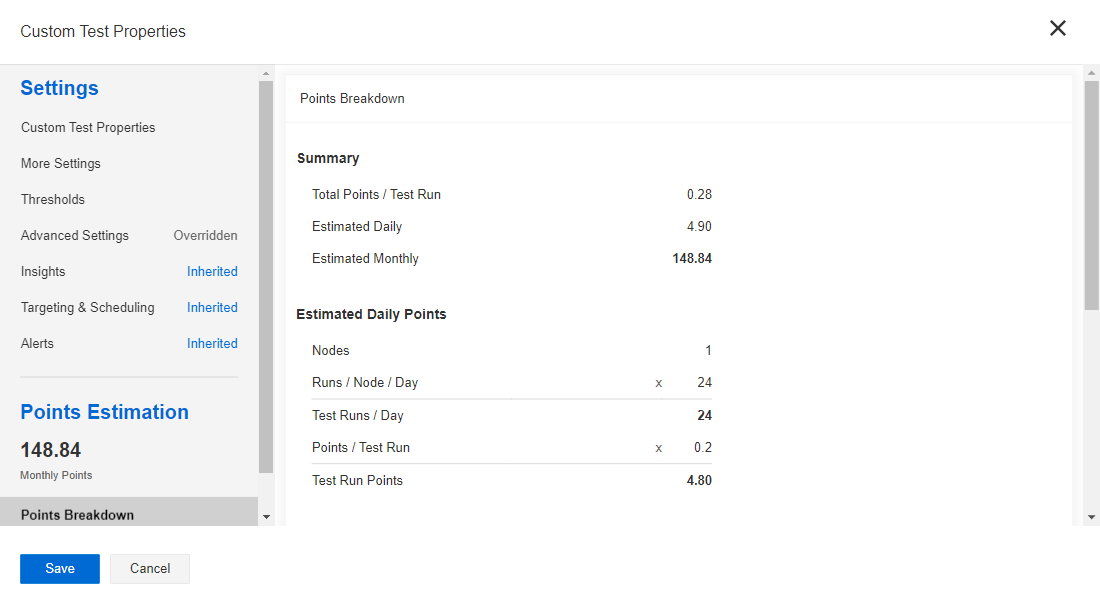 Custom Test Properties
Settings
Custom Test Properties
More Settings
Thresholds
Advanced Settings Overridden
Insights Inherited
Targeting & Scheduling Inherited
Alerts Inherited
Points Estimation
148.84
Monthly Points
Points Breakdown
Points Breakdown
Summary
Total Points / Test Run 0.28
Estimated Daily 4.90
Estimated Monthly 148.84
Estimated Daily Points
Nodes 1
Runs / Node / Day x 24
Test Runs / Day 24
Points / Test Run x 0.2
Test Run Points 4.80
Save Cancel